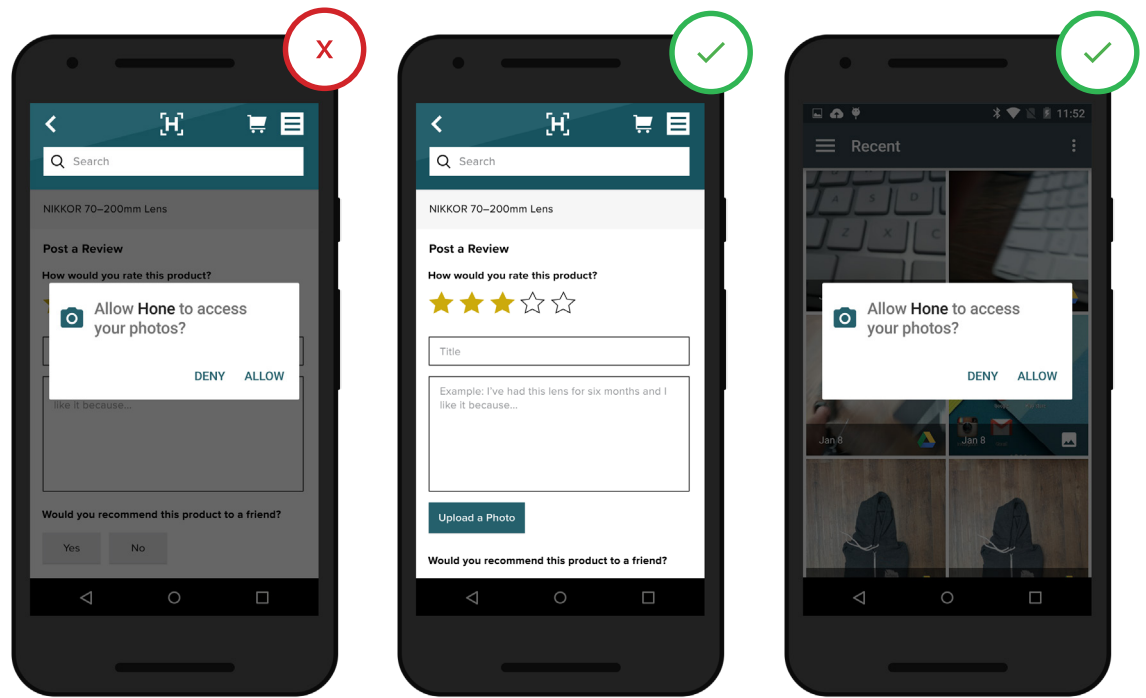 X
[H]
Search
NIKKOR 70–200mm Lens
Post a Review
How would you rate this product?
Allow Hone to access
your photos?
DENY ALLOW
like it because...
Would you recommend this product to a friend?
Yes No
[H]
Search
NIKKOR 70–200mm Lens
Post a Review
How would you rate this product?
Title
Example: I've had this lens for six months and I
like it because...
Upload a Photo
Would you recommend this product to a friend?
11:52
Recent
A S D
Z X C
Allow Hone to access
your photos?
DENY ALLOW
Jan 8
Jan 8